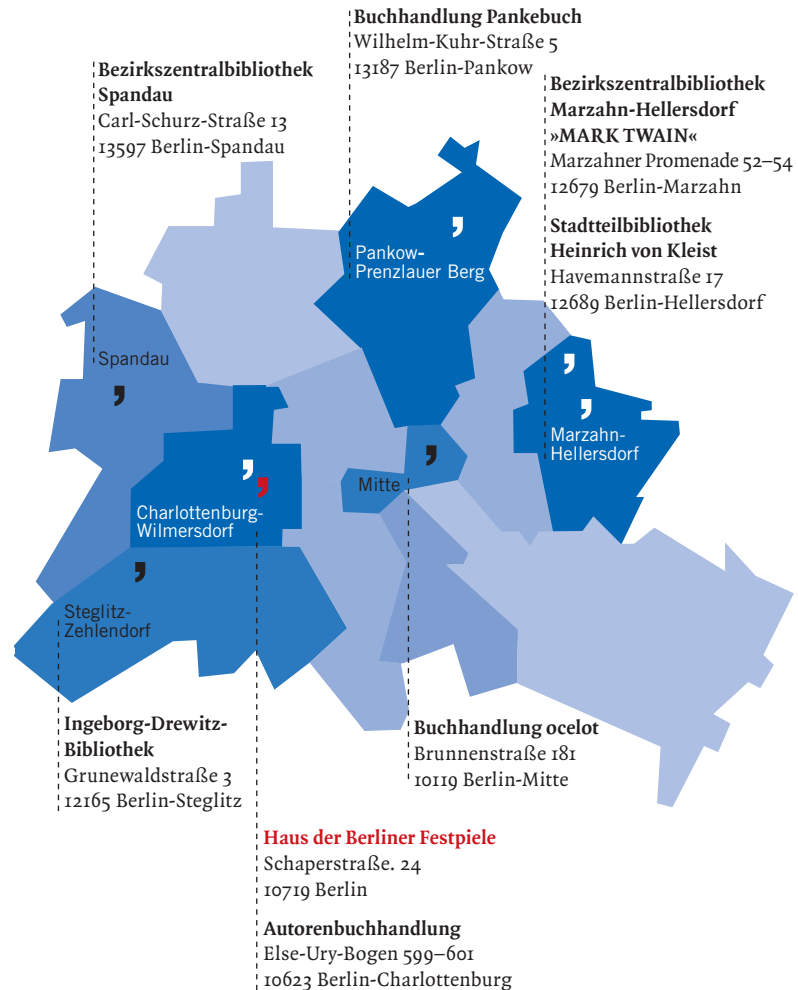 Buchhandlung Pankebuch
Wilhelm-Kuhr-Straße 5
13187 Berlin-Pankow
Bezirkszentralbibliothek
Spandau
Carl-Schurz-Straße 13
13597 Berlin-Spandau
Bezirkszentralbibliothek
Marzahn-Hellersdorf
»MARK TWAIN«
Marzahner Promenade 52–54
12679 Berlin-Marzahn
Stadtteilbibliothek
Heinrich von Kleist
Havemannstraße 17
12689 Berlin-Hellersdorf
Pankow-
Prenzlauer Berg
Spandau
Marzahn-
Hellersdorf
Mitte
Charlottenburg-
Wilmersdorf
Steglitz-
Zehlendorf
Ingeborg-Drewitz-
Bibliothek
Grunewaldstraße 3
12165 Berlin-Steglitz
Buchhandlung ocelot
Brunnenstraße 181
10119 Berlin-Mitte
Haus der Berliner Festpiele
Schaperstraße. 24
10719 Berlin
Autorenbuchhandlung
Else-Ury-Bogen 599–601
10623 Berlin-Charlottenburg